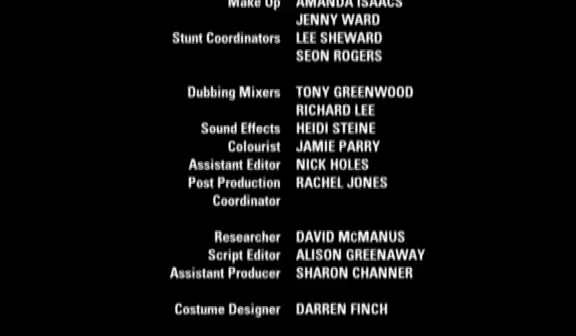 Make Up AMANDA ISAACS
JENNY WARD
Stunt Coordinators LEE SHEWARD
SEON ROGERS
Dubbing Mixers TONY GREENWOOD
RICHARD LEE
Sound Effects HEIDI STEINE
Colourist JAMIE PARRY
Assistant Editor NICK HOLES
Post Production RACHEL JONES
Coordinator
Researcher DAVID McMANUS
Script Editor ALISON GREENAWAY
Assistant Producer SHARON CHANNER
Costume Designer DARREN FINCH